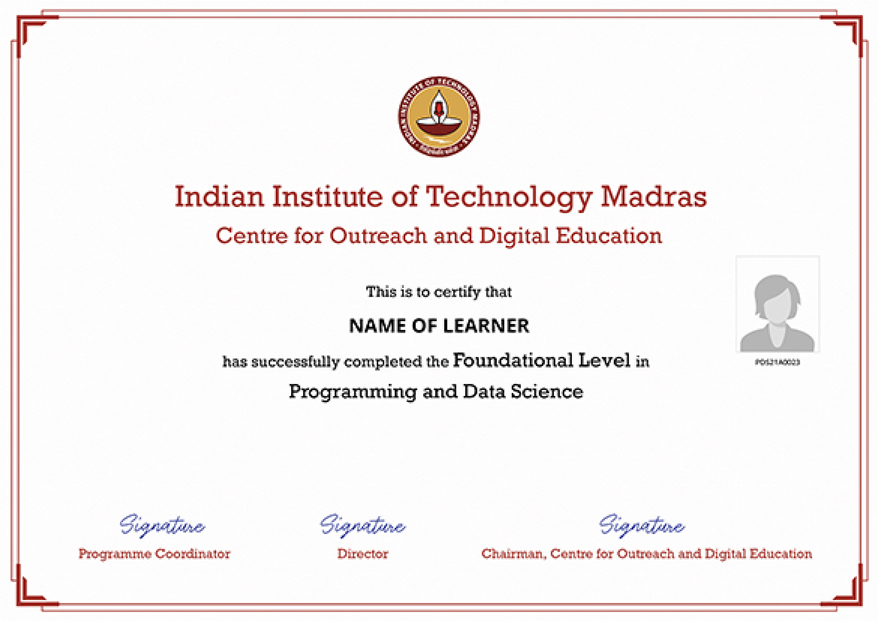 INDIAN INSTITUTE OF TECHNOLOGY MADRAS
Indian Institute of Technology Madras
Centre for Outreach and Digital Education
This is to certify that
NAME OF LEARNER
PDS21A0023
has successfully completed the Foundational Level in
Programming and Data Science
Signature
Programme Coordinator
Signature
Director
Signature
Chairman, Centre for Outreach and Digital Education